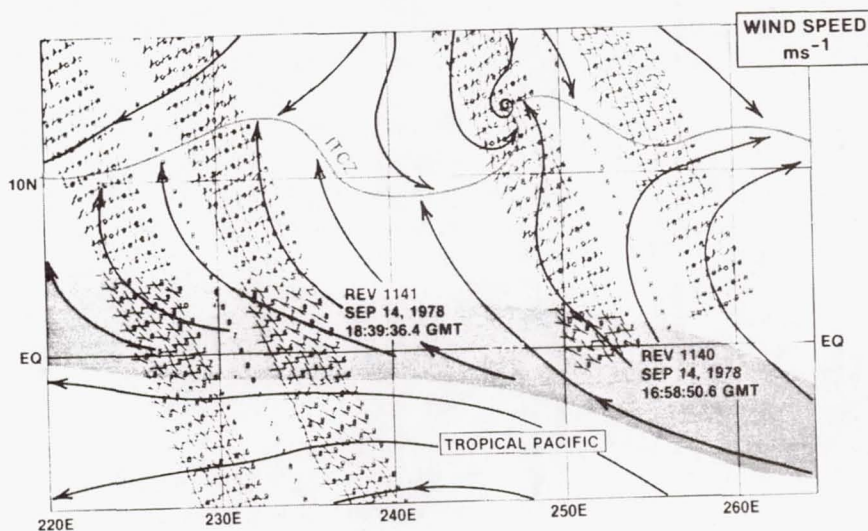 WIND SPEED
ms-1
ITCZ
10N
REV 1141
SEP 14, 1978
18:39:36.4 GMT
EQ
EQ
REV 1140
SEP 14, 1978
16:58:50.6 GMT
TROPICAL PACIFIC
220E
230E
240E
250E
260E